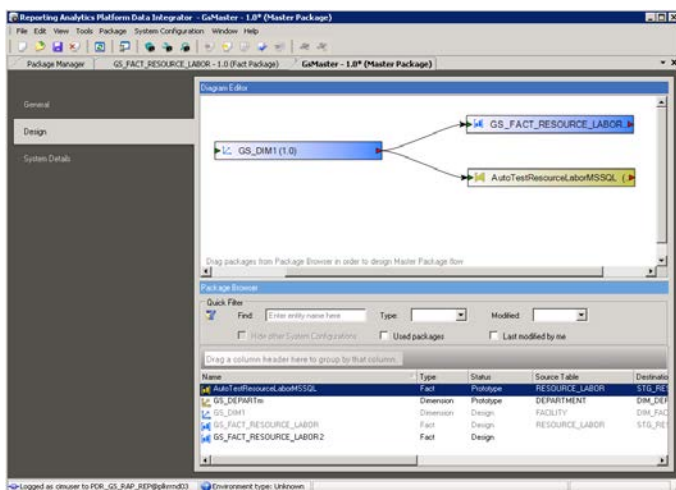 Reporting Analytics Platform Data Integrator - GsMaster - 1.0* (Master Package)
File Edit View Tools Package System Configuration Window Help
Package Manager GS_FACT_RESOURCE_LABOR - 1.0 (Fact Package) GsMaster - 1.0* (Master Package)
Diagram Editor
General
Design
System Details
GS_FACT_RESOURCE_LABOR
GS_DIM1 (1.0)
AutoTestResourceLaborMSSQL (
Drag packages from Package Browser in order to design Master Package flow
Package Browser
Quick Filter
Find Enter entity name here Type Modified
Hide other System Configurations Used packages Last modified by me
Drag a column header here to group by that column.
Name Type Status Source Table Destinatio
AutoTestResourceLaborMSSQL Fact Prototype RESOURCE_LABOR STG_RES
GS_DEPARTm Dimension Prototype DEPARTMENT DIM_DEF
GS_DIM1 Dimension Design FACILITY DIM_FAC
GS_FACT_RESOURCE_LABOR Fact Design RESOURCE_LABOR STG_RES
GS_FACT_RESOURCE_LABOR2 Fact Design
Logged as cimuser to Environment type: Unknown